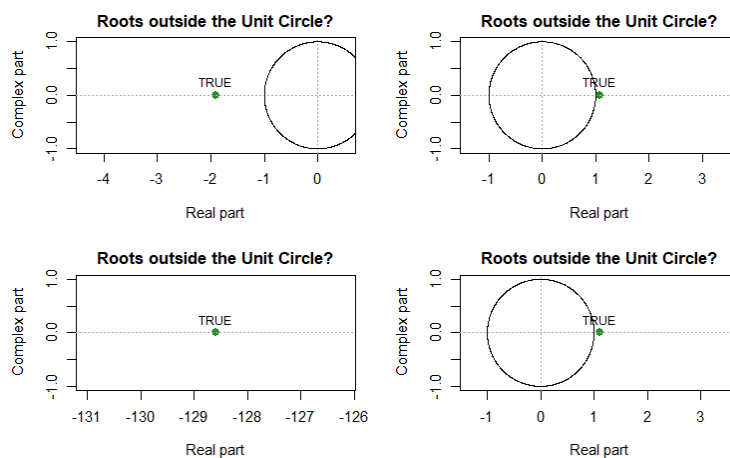 Roots outside the Unit Circle?
Complex part
1.0
0.0
-1.0
TRUE
-4 -3 -2 -1 0
Real part
Roots outside the Unit Circle?
Complex part
1.0
0.0
-1.0
TRUE
-1 0 1 2 3
Real part
Roots outside the Unit Circle?
Complex part
1.0
0.0
-1.0
TRUE
-131 -130 -129 -128 -127 -126
Real part
Roots outside the Unit Circle?
Complex part
1.0
0.0
-1.0
TRUE
-1 0 1 2 3
Real part